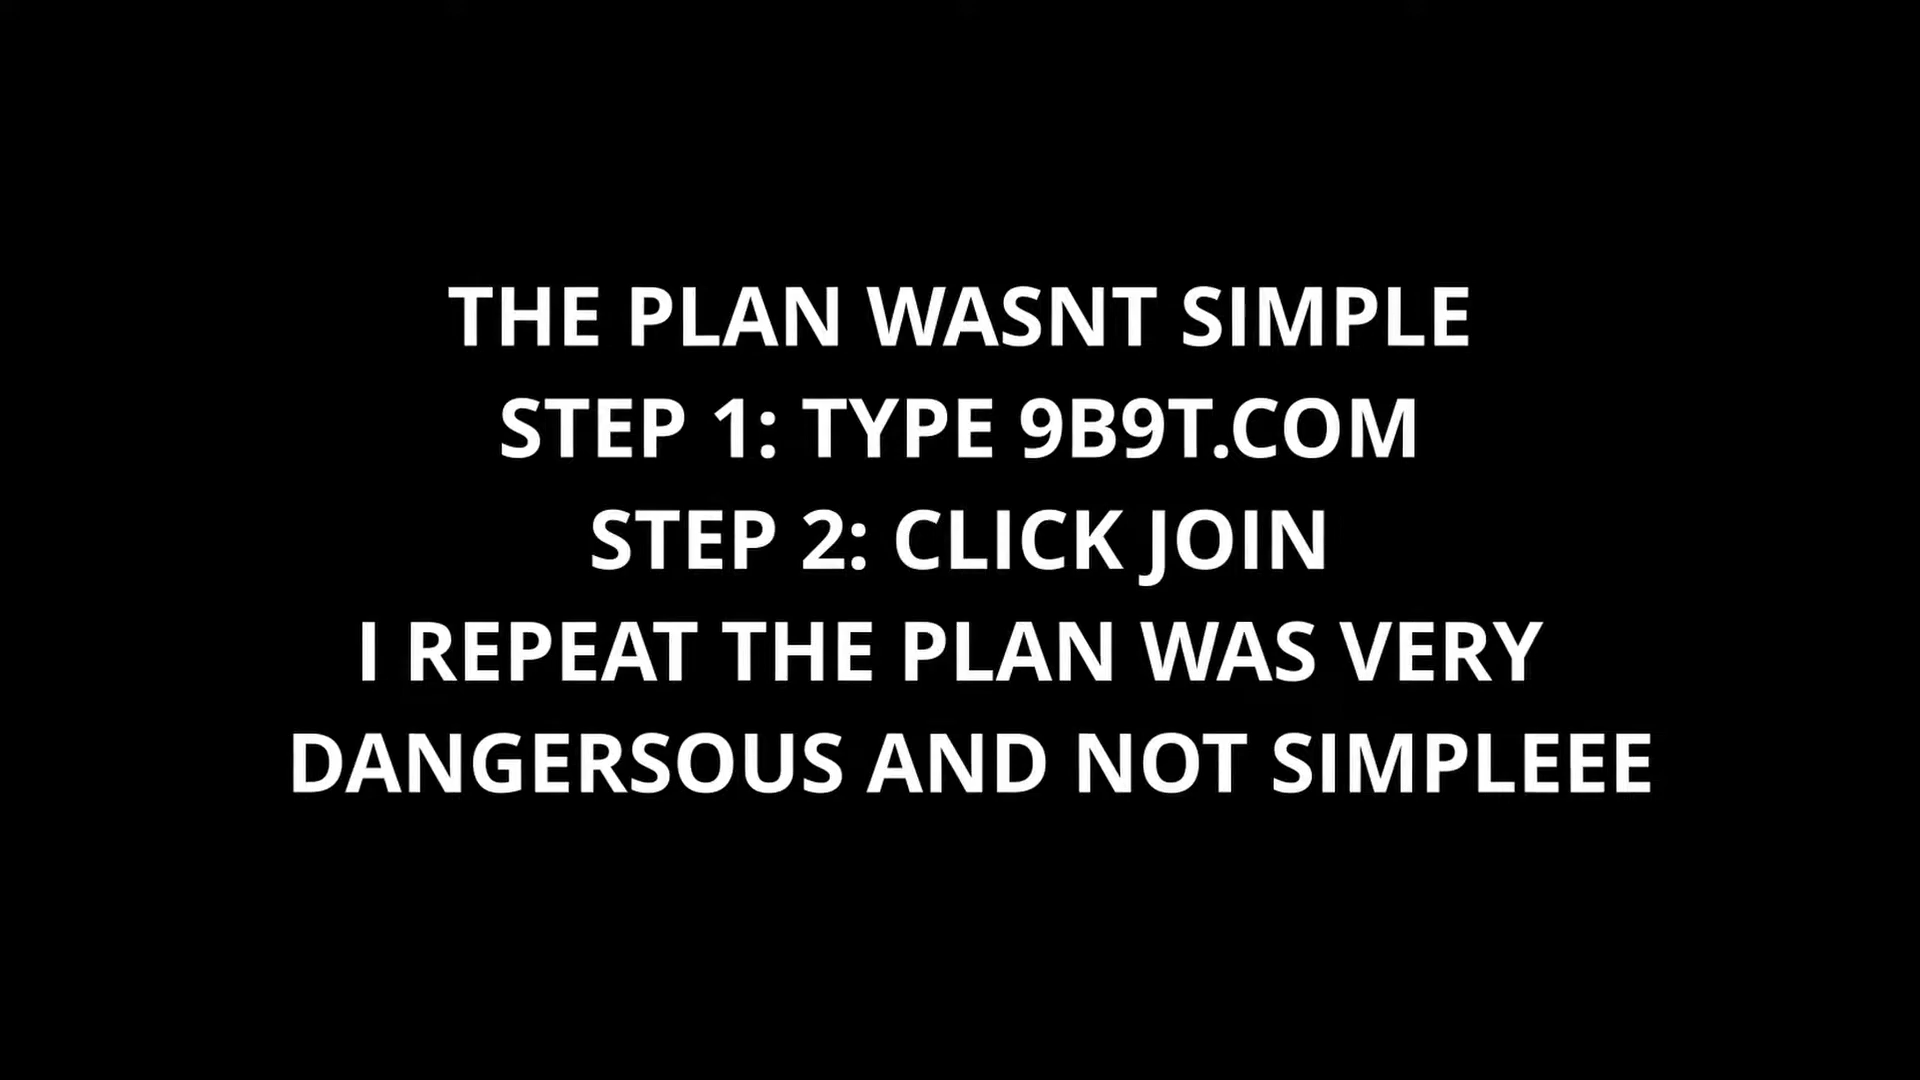 THE PLAN WASNT SIMPLE
STEP 1: TYPE 9B9T.COM
STEP 2: CLICK JOIN
I REPEAT THE PLAN WAS VERY
DANGERSOUS AND NOT SIMPLEEE